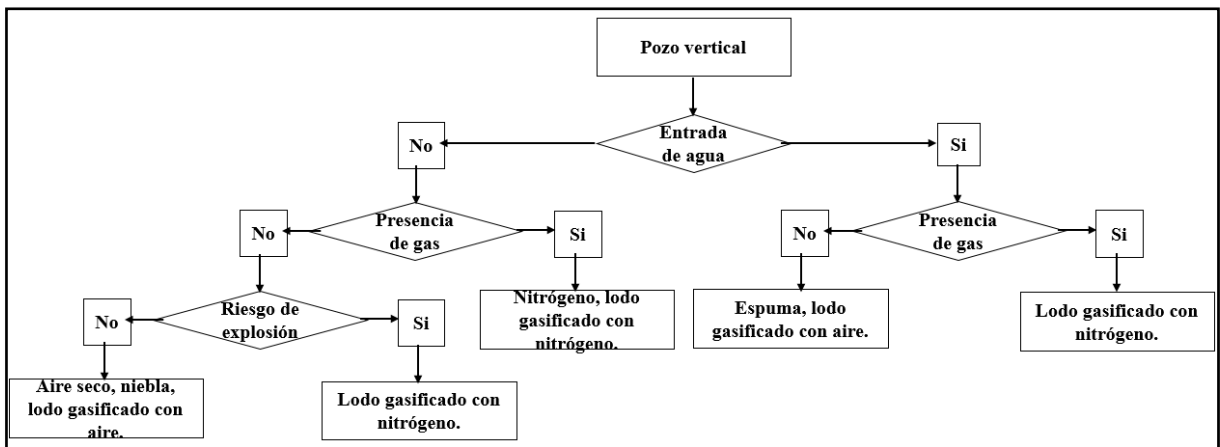 Pozo vertical
Entrada
de agua
No
Si
Presencia
de gas
No
Si
Presencia
de gas
No
Si
Riesgo de
explosión
No
Si
Nitrógeno, lodo
gasificado con
nitrógeno.
Espuma, lodo
gasificado con aire.
Lodo gasificado con
nitrógeno.
Aire seco, niebla,
lodo gasificado con
aire.
Lodo gasificado con
nitrógeno.